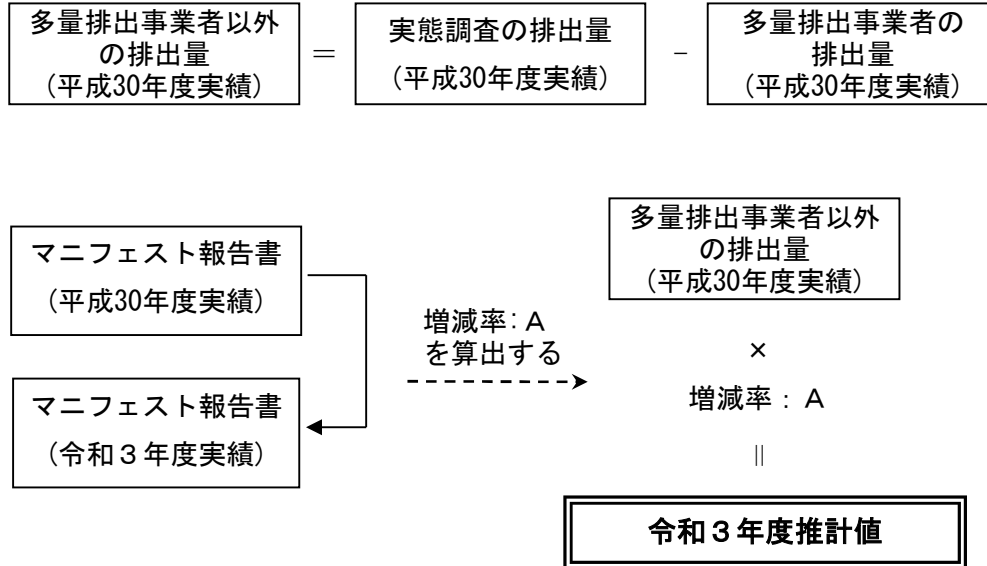 多量排出事業者以外
の排出量
(平成30年度実績)
＝
実態調査の排出量
(平成30年度実績)
－
多量排出事業者の
排出量
(平成30年度実績)
マニフェスト報告書
(平成30年度実績)
マニフェスト報告書
(令和３年度実績)
増減率：Ａ
を算出する
多量排出事業者以外
の排出量
(平成30年度実績)
×
増減率：Ａ
||
令和３年度推計値